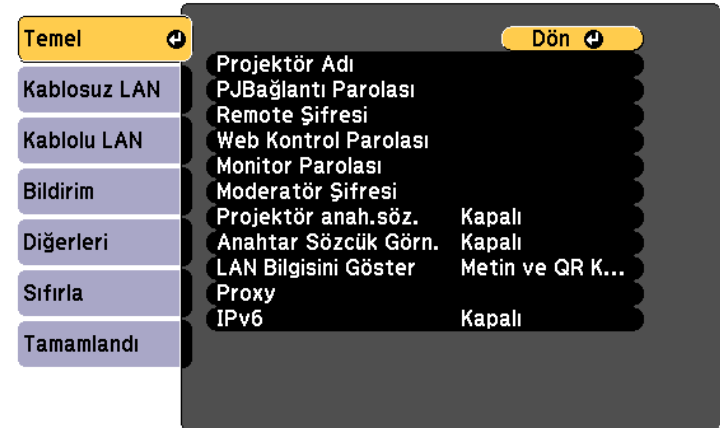 Temel
Kablosuz LAN
Kablolu LAN
Bildirim
Diğerleri
Sıfırla
Tamamlandı
Dön
Projektör Adı
PJBağlantı Parolası
Remote Şifresi
Web Kontrol Parolası
Monitor Parolası
Moderatör Şifresi
Projektör anah.söz. Kapalı
Anahtar Sözcük Görn. Kapalı
LAN Bilgisini Göster Metin ve QR K...
Proxy
IPv6 Kapalı